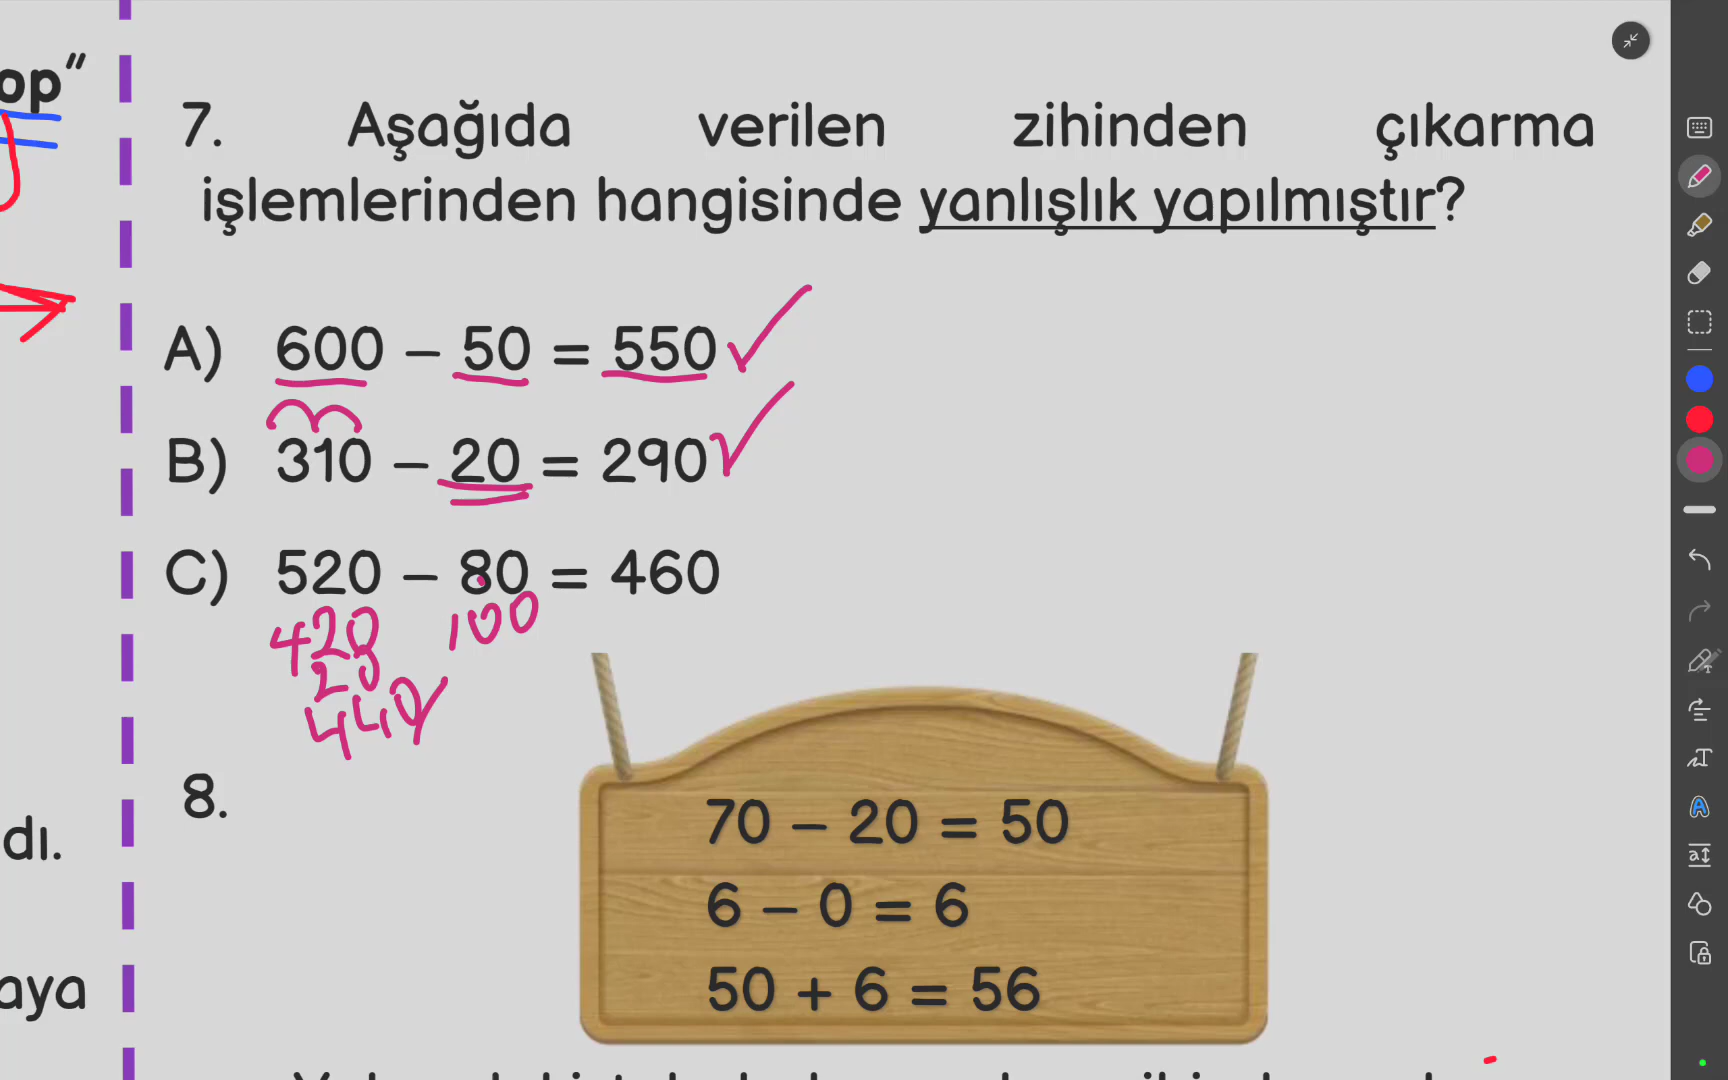 op"
7. Aşağıda verilen zihinden çıkarma
işlemlerinden hangisinde yanlışlık yapılmıştır?
A) 600 – 50 = 550
B) 310 – 20 = 290
C) 520 – 80 = 460
420 100
20
440
8.
70 – 20 = 50
6 – 0 = 6
50 + 6 = 56
dı.
aya